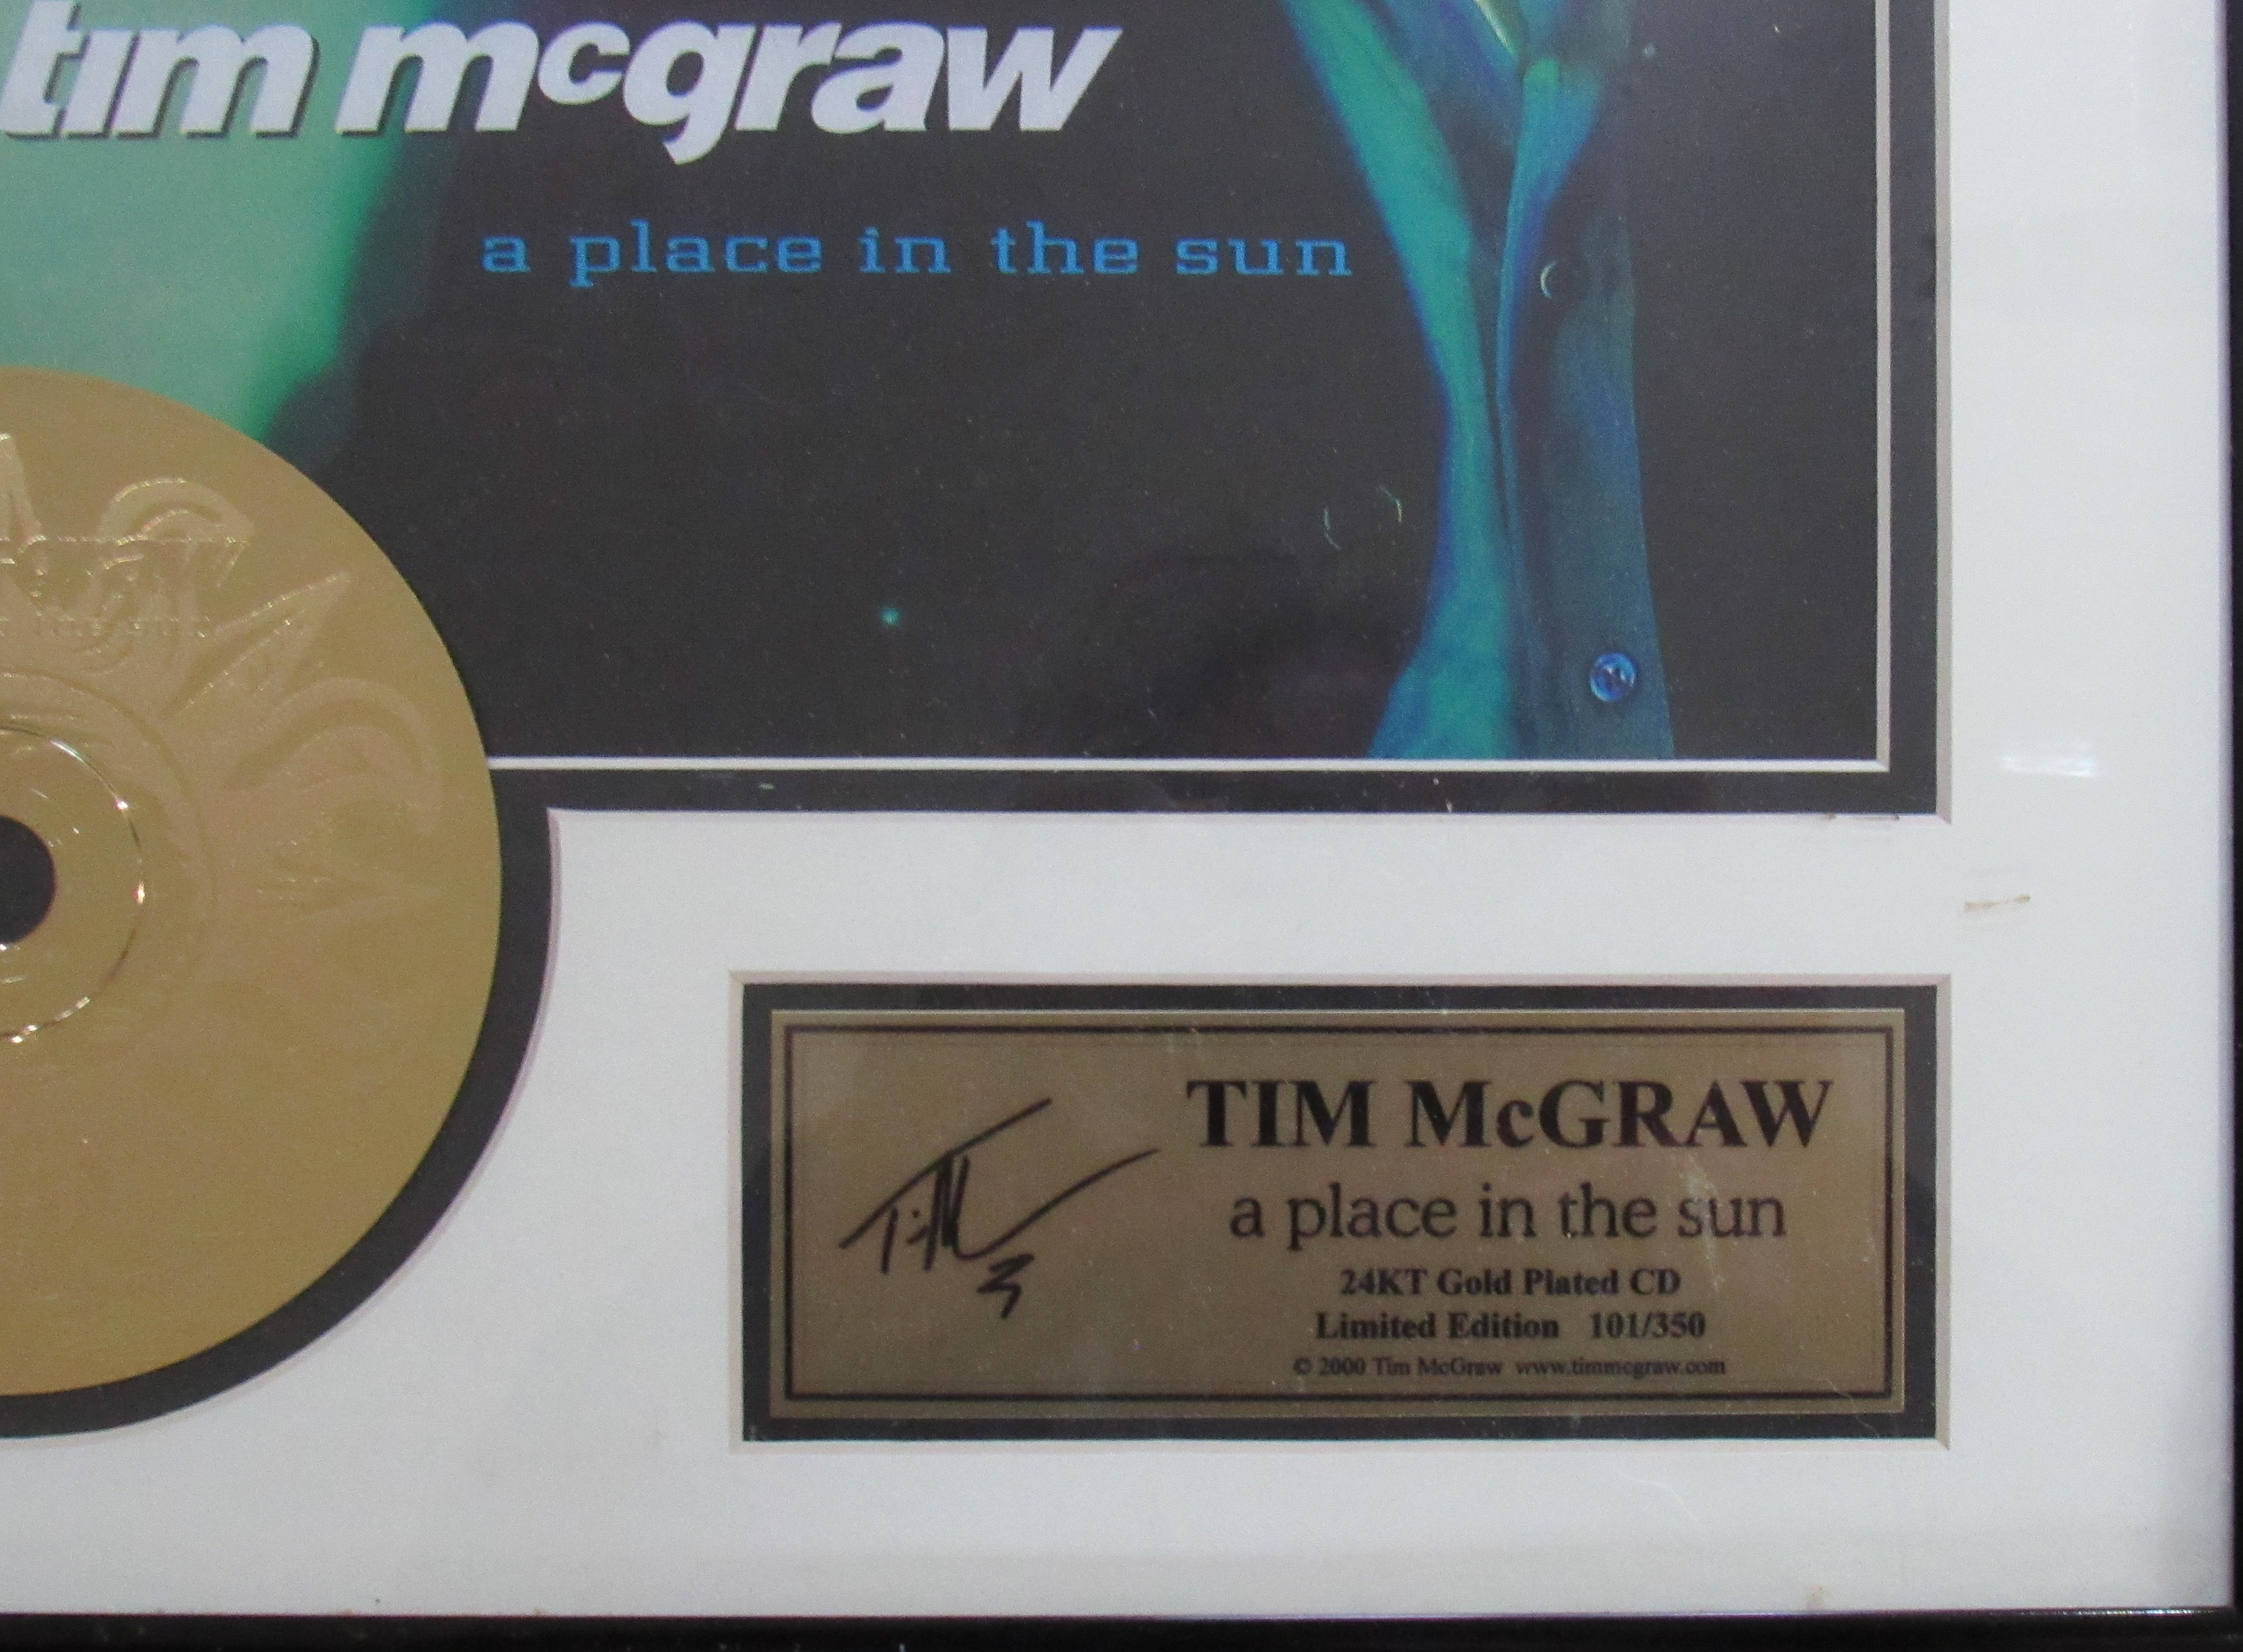 tim mcgraw
a place in the sun
TIM McGRAW
a place in the sun
24KT Gold Plated CD
Limited Edition 101/350
© 2000 Tim McGraw www.timmcgraw.com